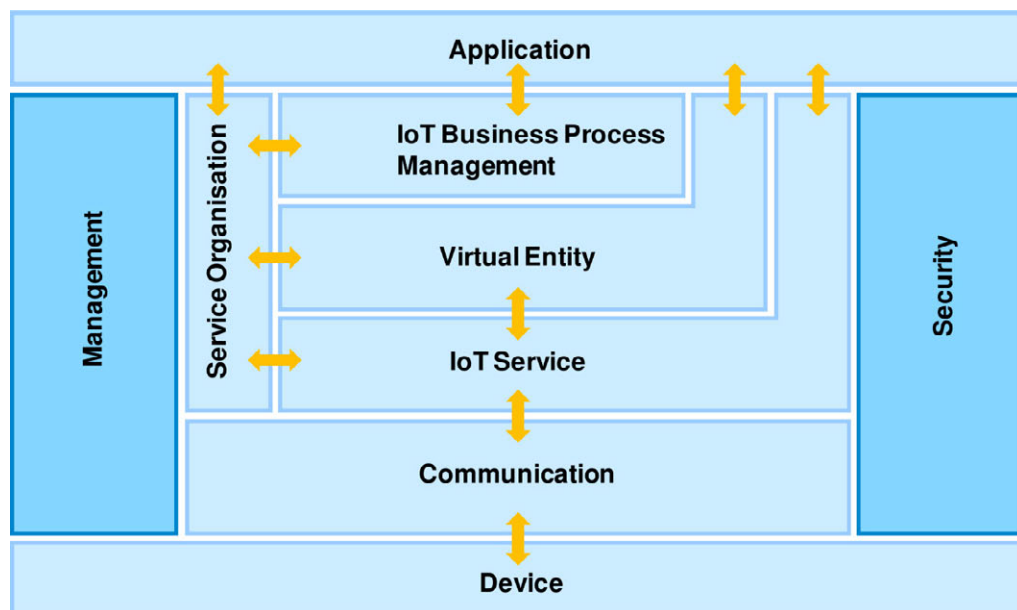 Application
Management
Service Organisation
IoT Business Process
Management
Virtual Entity
IoT Service
Security
Communication
Device